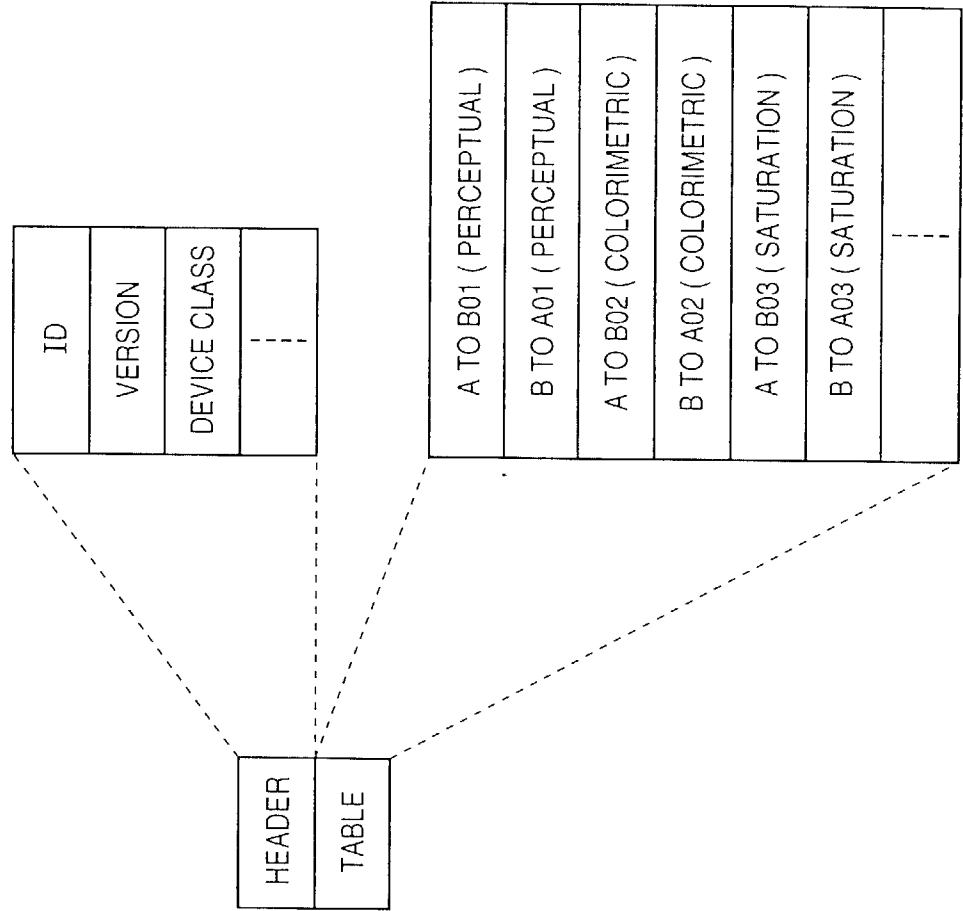 HEADER
TABLE
ID
VERSION
DEVICE CLASS
A TO B01 ( PERCEPTUAL )
B TO A01 ( PERCEPTUAL )
A TO B02 ( COLORIMETRIC )
B TO A02 ( COLORIMETRIC )
A TO B03 ( SATURATION )
B TO A03 ( SATURATION )